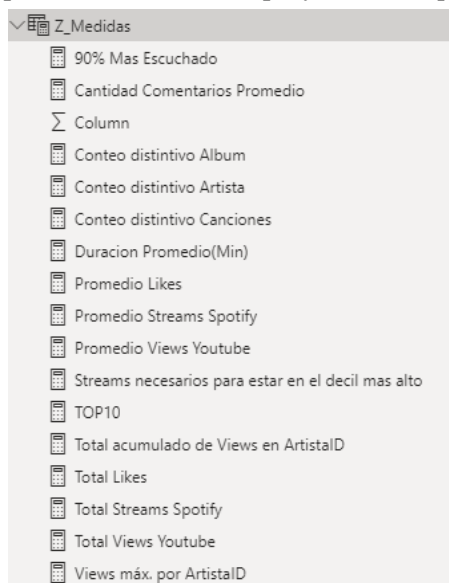 Z_Medidas
90% Mas Escuchado
Cantidad Comentarios Promedio
Column
Conteo distintivo Album
Conteo distintivo Artista
Conteo distintivo Canciones
Duracion Promedio(Min)
Promedio Likes
Promedio Streams Spotify
Promedio Views Youtube
Streams necesarios para estar en el decil mas alto
TOP10
Total acumulado de Views en ArtistaID
Total Likes
Total Streams Spotify
Total Views Youtube
Views máx. por ArtistaID